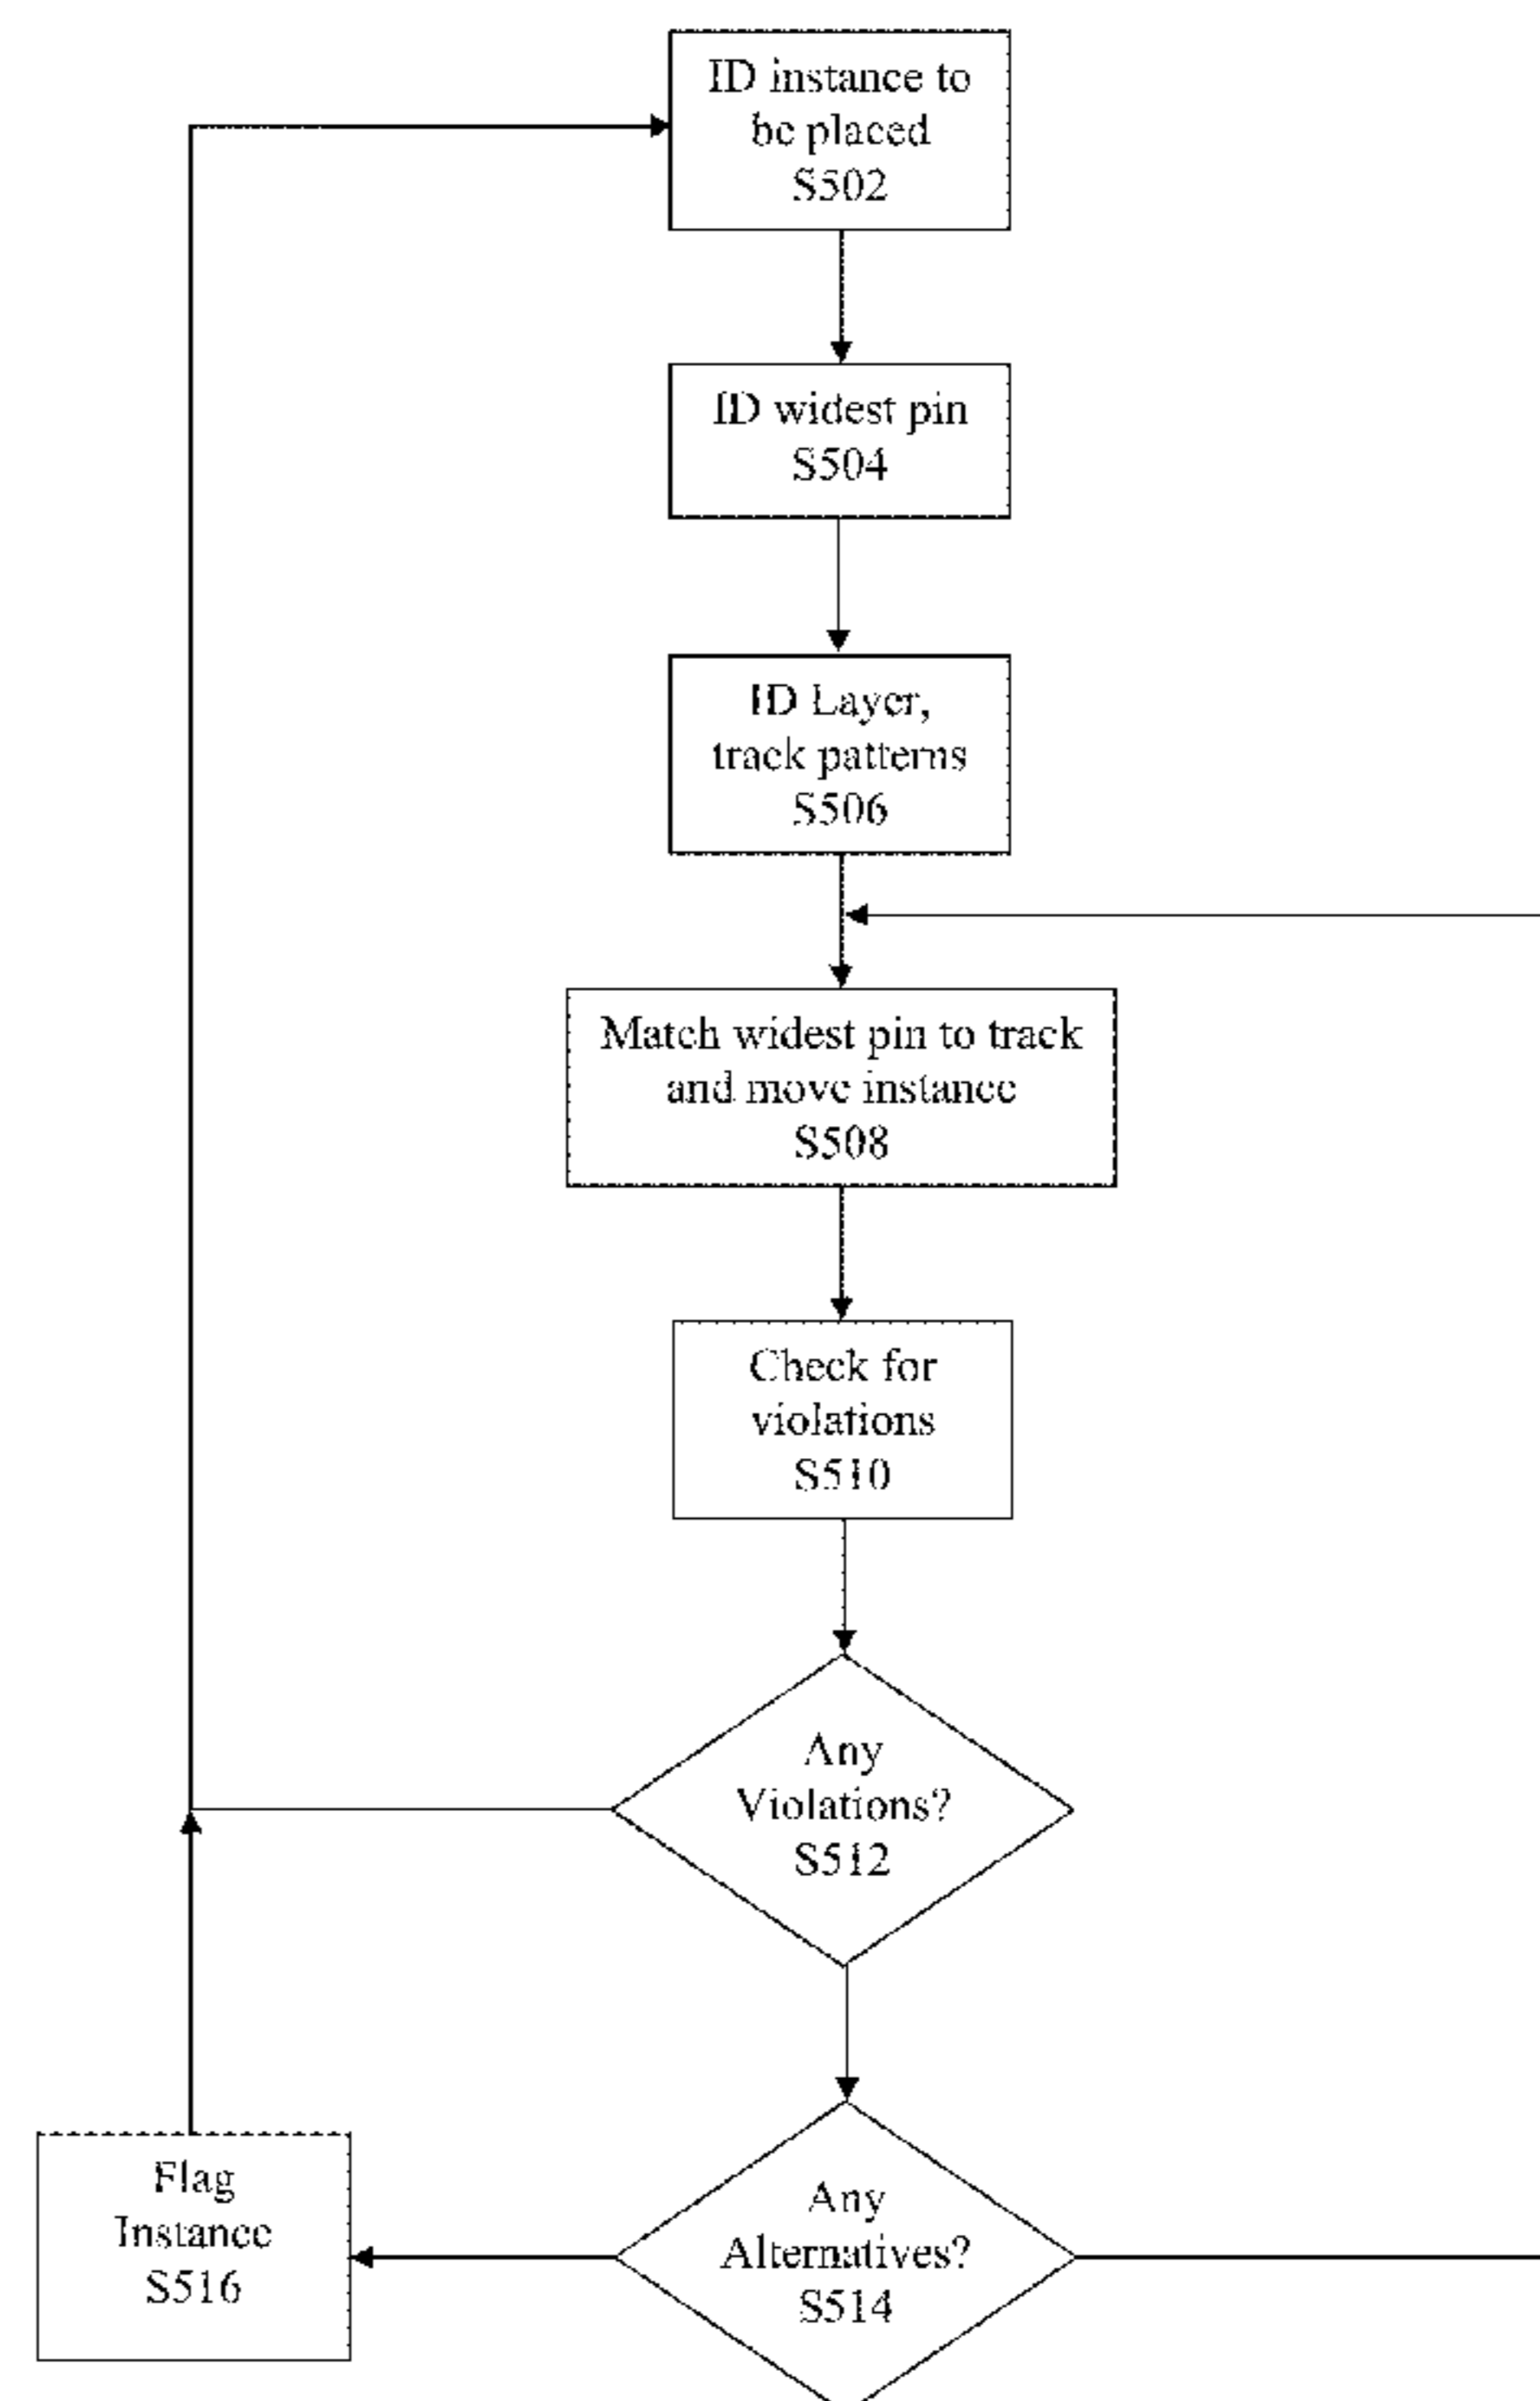 ID instance to
be placed
S502
ID widest pin
S504
ID Layer,
track patterns
S506
Match widest pin to track
and move instance
S508
Check for
violations
S510
Any
Violations?
S512
Any
Alternatives?
S514
Flag
Instance
S516